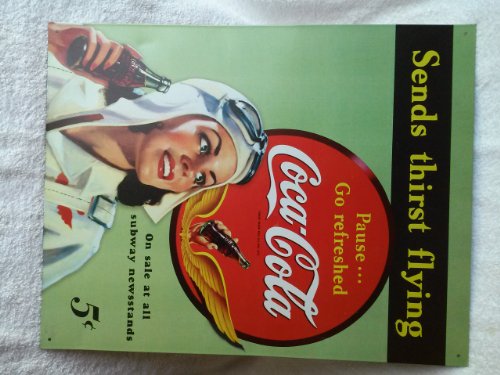 Sends thirst flying
Pause...
Go refreshed
Coca-Cola
On sale at all
subway newsstands
5¢